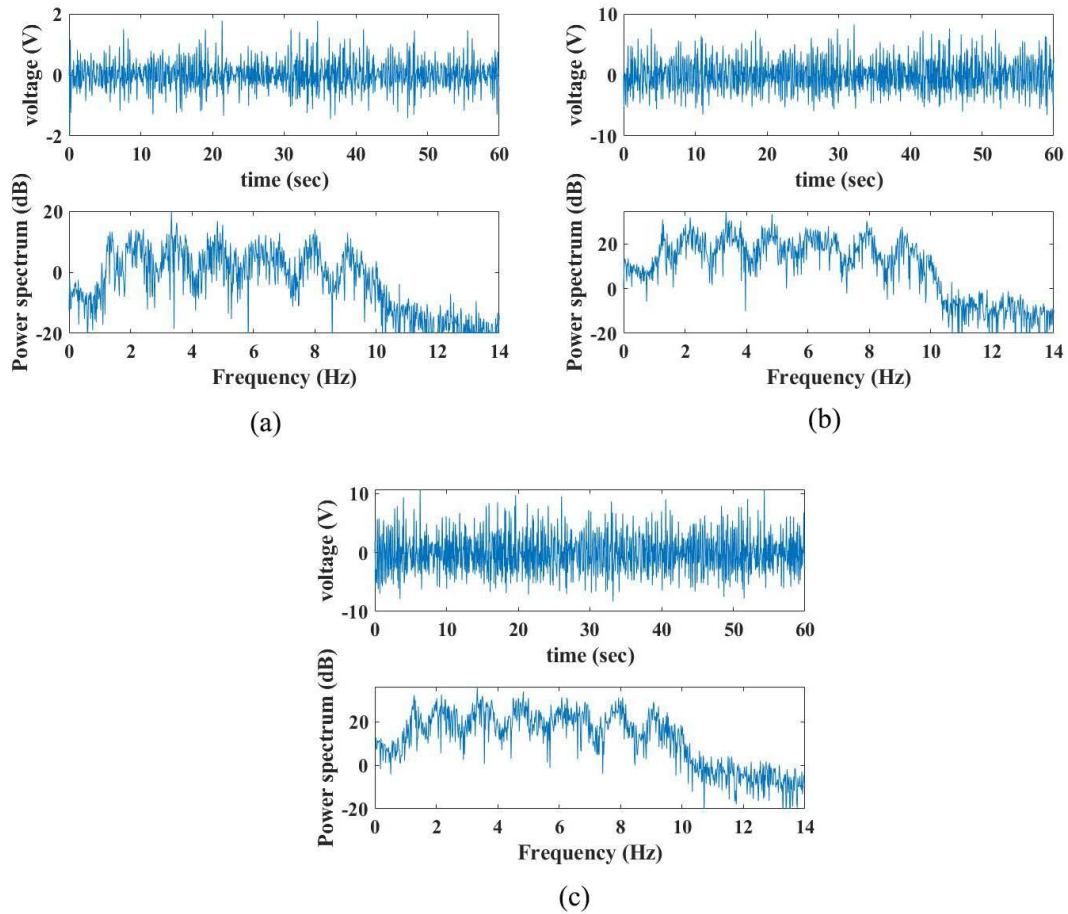 voltage (V)
2
0
-2
0 10 20 30 40 50 60
time (sec)
Power spectrum (dB)
20
0
-20
0 2 4 6 8 10 12 14
Frequency (Hz)
(a)
voltage (V)
10
0
-10
0 10 20 30 40 50 60
time (sec)
Power spectrum (dB)
20
0
-20
0 2 4 6 8 10 12 14
Frequency (Hz)
(b)
voltage (V)
10
0
-10
0 10 20 30 40 50 60
time (sec)
Power spectrum (dB)
20
0
-20
0 2 4 6 8 10 12 14
Frequency (Hz)
(c)